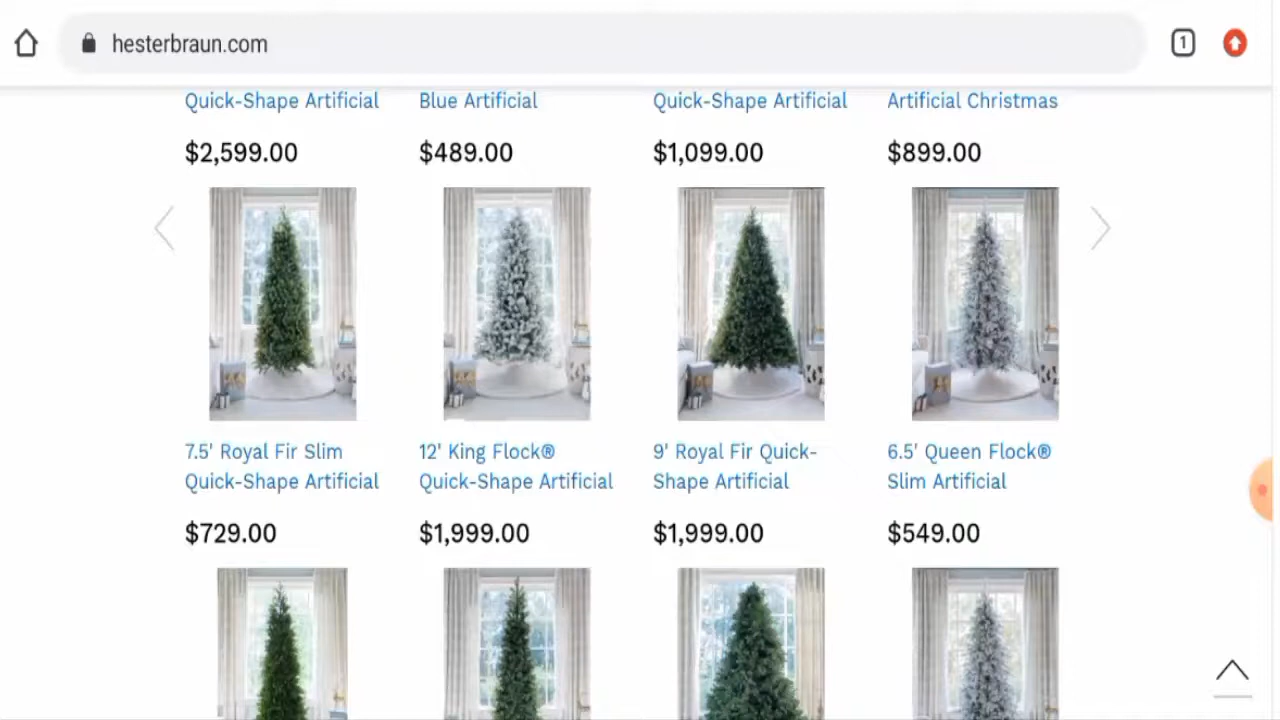 hesterbraun.com
1
Quick-Shape Artificial
Blue Artificial
Quick-Shape Artificial
Artificial Christmas
$2,599.00
$489.00
$1,099.00
$899.00
7.5' Royal Fir Slim
Quick-Shape Artificial
12' King Flock®
Quick-Shape Artificial
9' Royal Fir Quick-
Shape Artificial
6.5' Queen Flock®
Slim Artificial
$729.00
$1,999.00
$1,999.00
$549.00